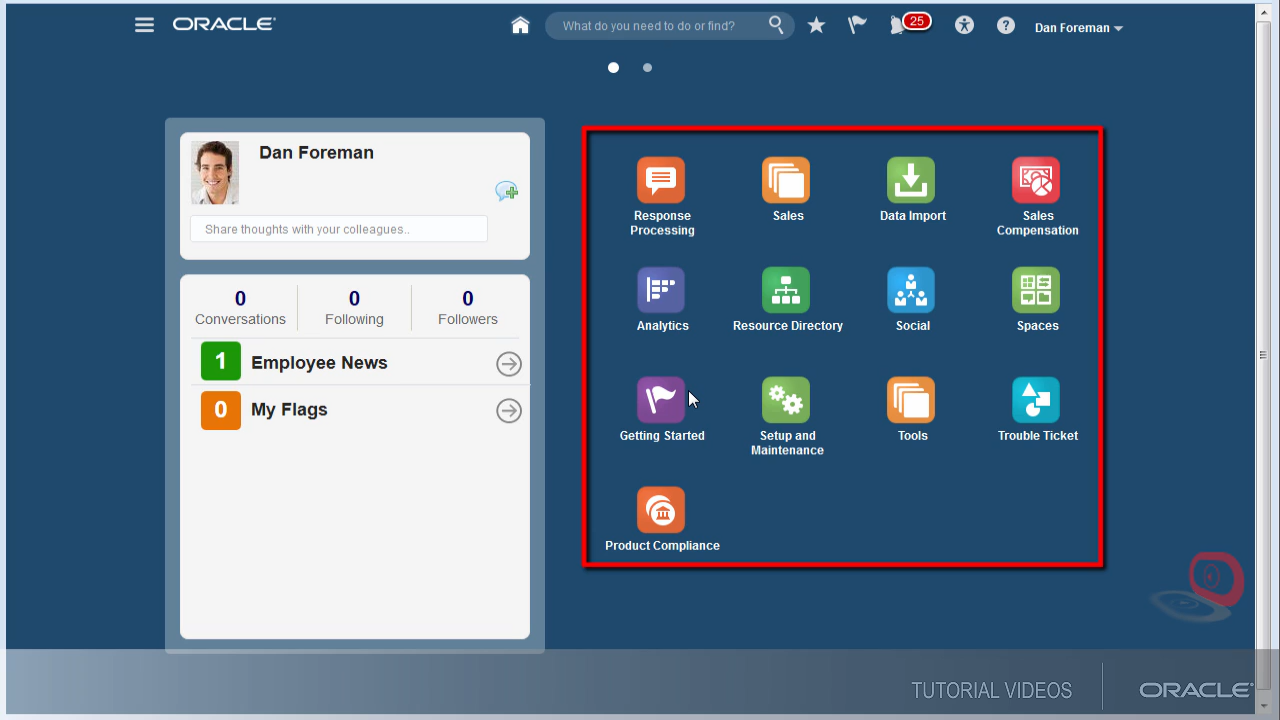 ORACLE
What do you need to do or find?
25
Dan Foreman
Dan Foreman
Share thoughts with your colleagues..
0 0 0
Conversations Following Followers
1 Employee News
0 My Flags
Response Sales Data Import Sales
Processing Compensation
Analytics Resource Directory Social Spaces
Getting Started Setup and Tools Trouble Ticket
Maintenance
Product Compliance
TUTORIAL VIDEOS ORACLE